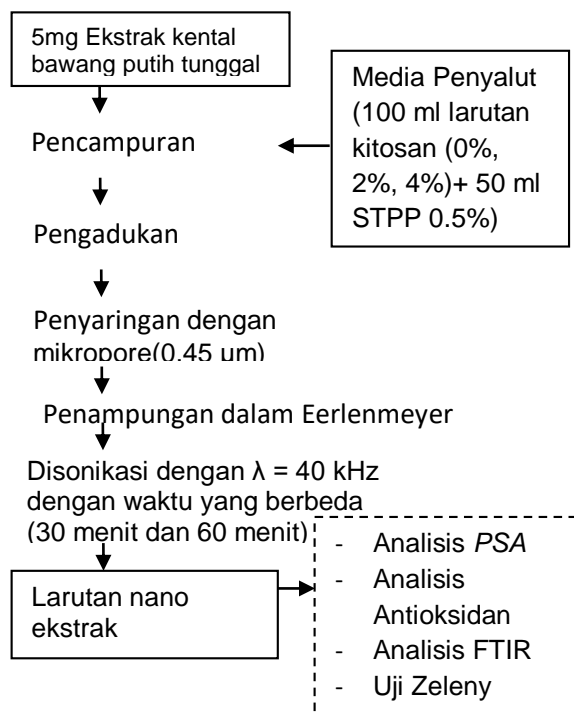 5mg Ekstrak kental
bawang putih tunggal
Media Penyalut
(100 ml larutan
kitosan (0%,
2%, 4%)+ 50 ml
STPP 0.5%)
Pencampuran
Pengadukan
Penyaringan dengan
mikropore(0.45 um)
Penampungan dalam Eerlenmeyer
Disonikasi dengan λ = 40 kHz
dengan waktu yang berbeda
(30 menit dan 60 menit)
Larutan nano
ekstrak
- Analisis PSA
- Analisis
Antioksidan
- Analisis FTIR
- Uji Zeleny